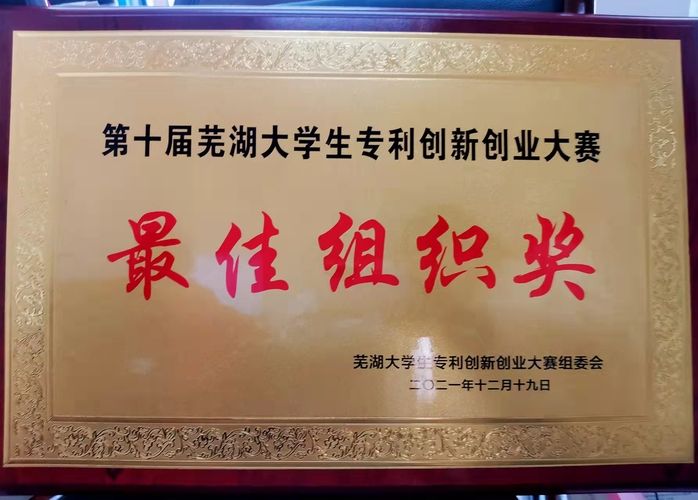 第十届芜湖大学生专利创新创业大赛
最佳组织奖
芜湖大学生专利创新创业大赛组委会
二〇二一年十二月十九日